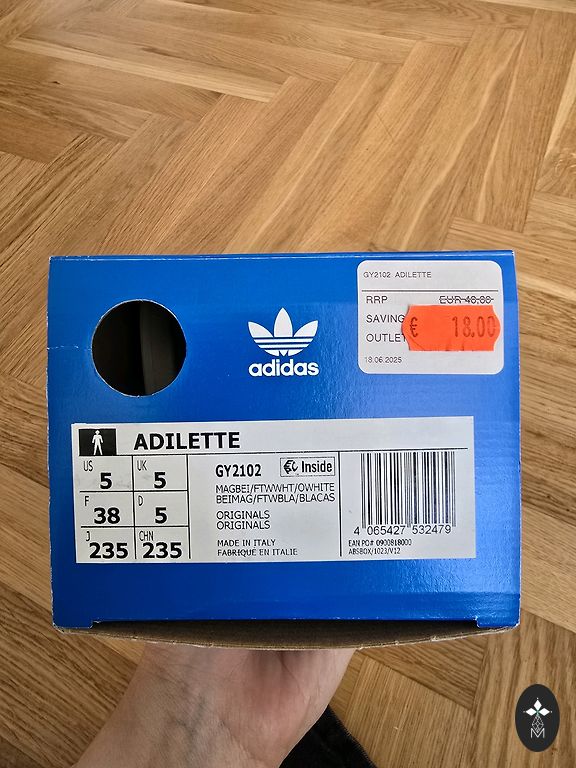 GY2102 ADILETTE
RRP EUR 40,00
SAVING
OUTLET
€ 18.00
18.06.2025
adidas
ADILETTE
US 5 UK 5
F 38 D 5
J 235 CHN 235
GY2102
Inside
MAGBEI/FTWWHT/OWHITE
BEIMAG/FTWBLA/BLACAS
ORIGINALS
ORIGINALS
MADE IN ITALY
FABRIQUÉ EN ITALIE
4 065427 532479
EAN PO# 0900818000
ABSBOX/1023/V12
M